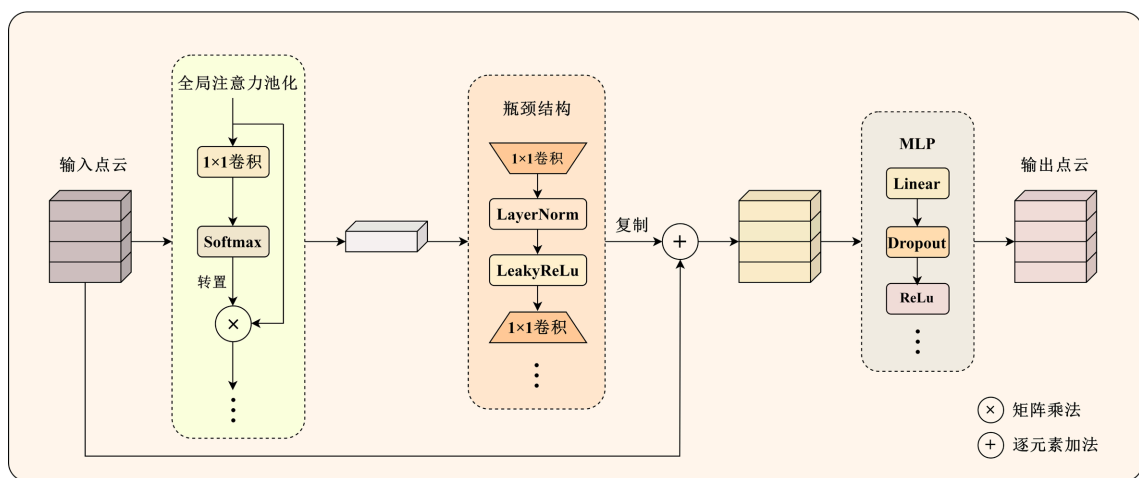 输入点云
全局注意力池化
1×1卷积
Softmax
转置
×
瓶颈结构
1×1卷积
LayerNorm
LeakyReLu
1×1卷积
复制
+
MLP
Linear
Dropout
ReLu
输出点云
× 矩阵乘法
+ 逐元素加法